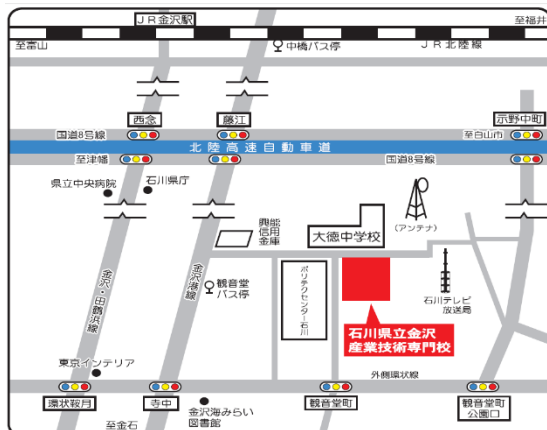 JR金沢駅
至富山
中橋バス停
JR北陸線
至福井
西念
藤江
示野中町
国道8号線
至白山市
北陸高速自動車道
至津幡
国道8号線
県立中央病院
石川県庁
興能
信用
金庫
大徳中学校
(アンテナ)
金沢・田鶴浜線
金沢港線
観音堂
バス停
ポリテクセンター石川
石川テレビ
放送局
石川県立金沢
産業技術専門校
東京インテリア
外側環状線
環状鞍月
寺中
観音堂町
観音堂町
公園口
至金石
金沢海みらい
図書館